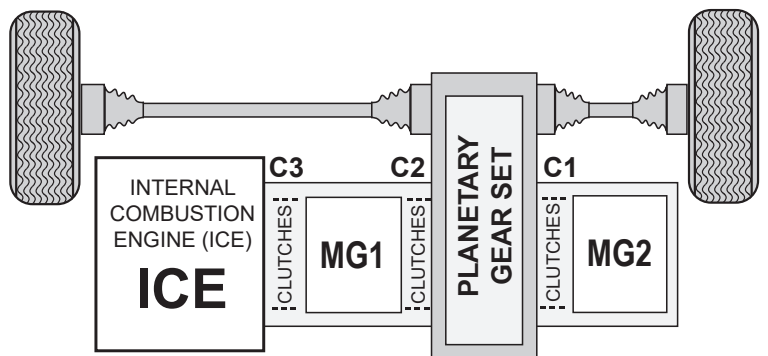 C3
C2
C1
INTERNAL
COMBUSTION
ENGINE (ICE)
ICE
CLUTCHES
MG1
CLUTCHES
PLANETARY
GEAR SET
CLUTCHES
MG2